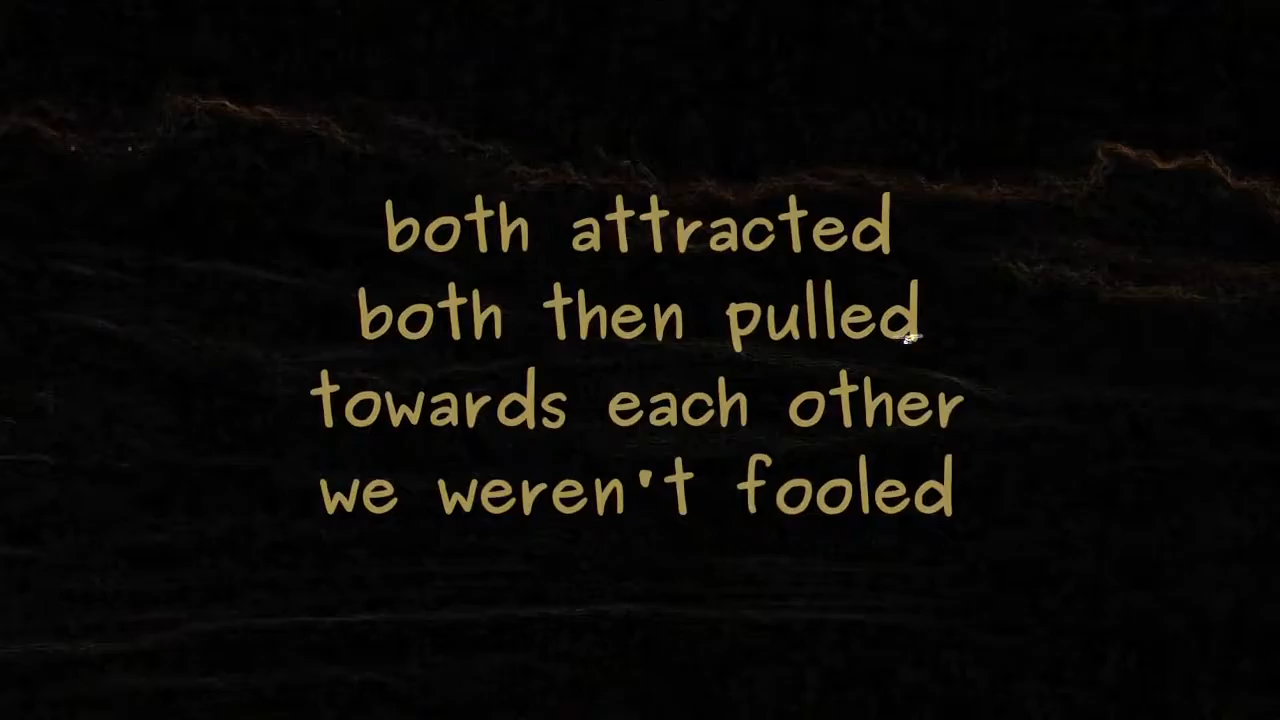 both attracted
both then pulled
towards each other
we weren't fooled